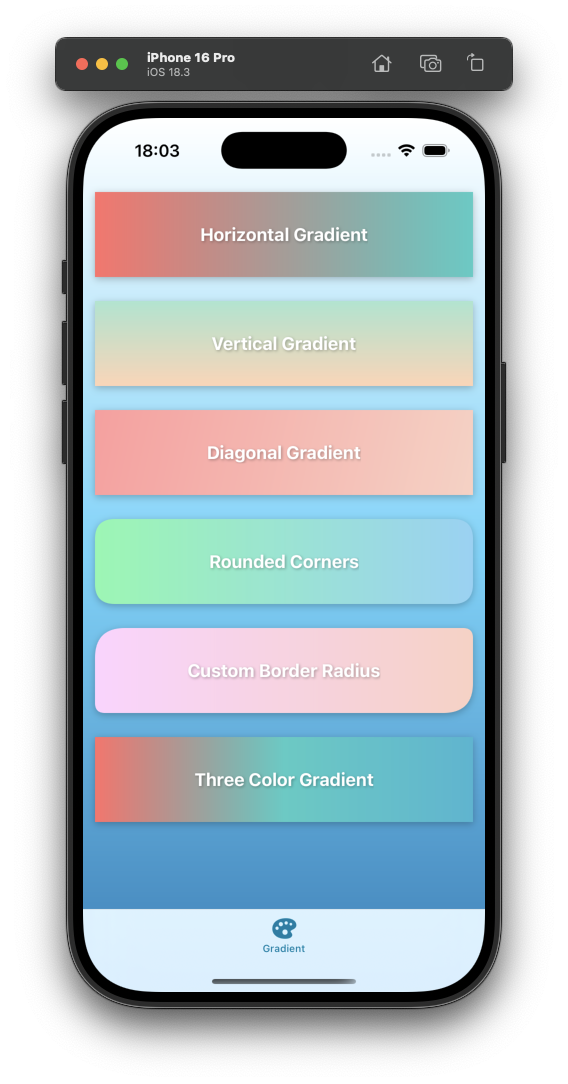 iPhone 16 Pro
iOS 18.3
18:03
Horizontal Gradient
Vertical Gradient
Diagonal Gradient
Rounded Corners
Custom Border Radius
Three Color Gradient
Gradient